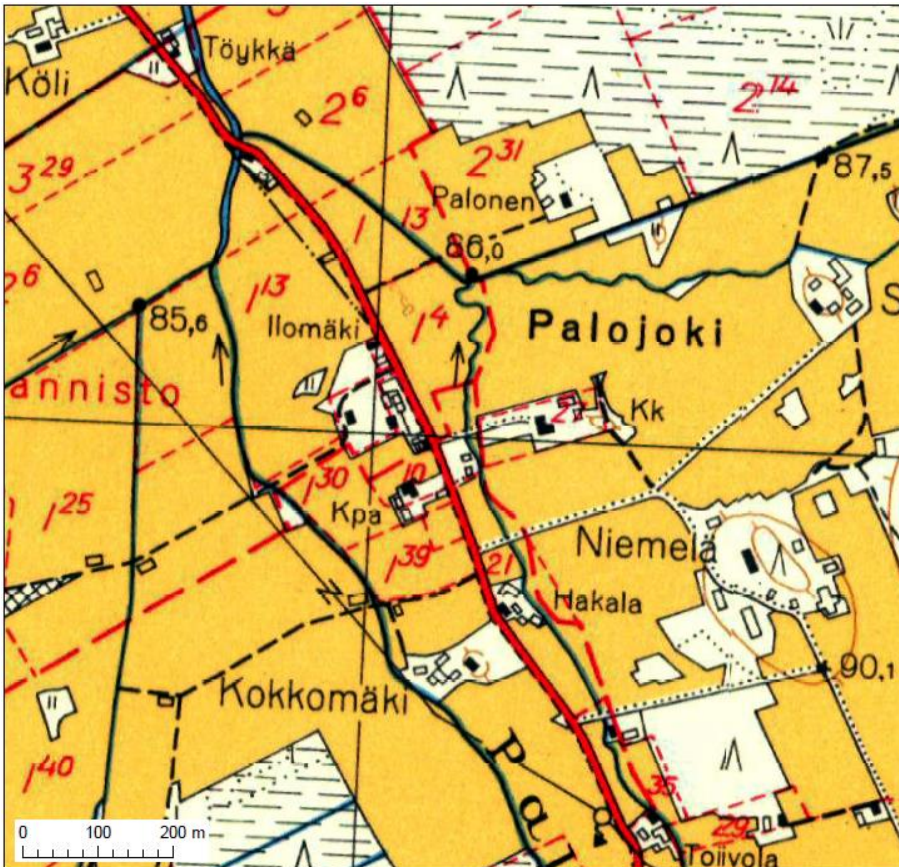 Töykkä
Köli
2⁶
2¹⁴
3²⁹
2³¹
87,5
Palonen
1
13
86,0
2⁶
1¹³
85,6
Ilomäki
1⁴
Palojoki
S
annisto
2
Kk
1³⁰
10
1²⁵
Kpa
1³⁹
Niemelä
21
Hakala
90,1
Kokkomäki
1⁴⁰
P
a
l
35
29
Toivola
0 100 200 m